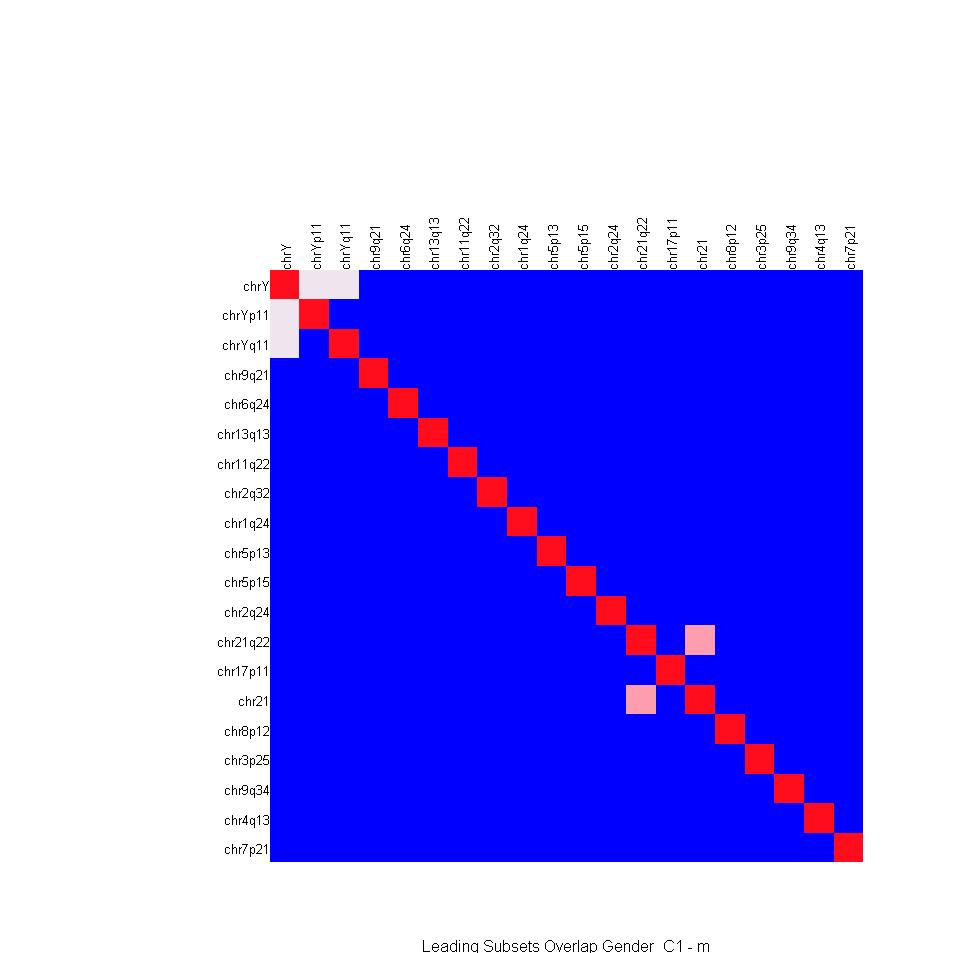 chrY
chrYp11
chrYq11
chr9q21
chr6q24
chr13q13
chr11q22
chr2q32
chr1q24
chr5p13
chr5p15
chr2q24
chr21q22
chr17p11
chr21
chr8p12
chr3p25
chr9q34
chr4q13
chr7p21
chrY
chrYp11
chrYq11
chr9q21
chr6q24
chr13q13
chr11q22
chr2q32
chr1q24
chr5p13
chr5p15
chr2q24
chr21q22
chr17p11
chr21
chr8p12
chr3p25
chr9q34
chr4q13
chr7p21
Leading Subsets Overlap Gender  C1 - m